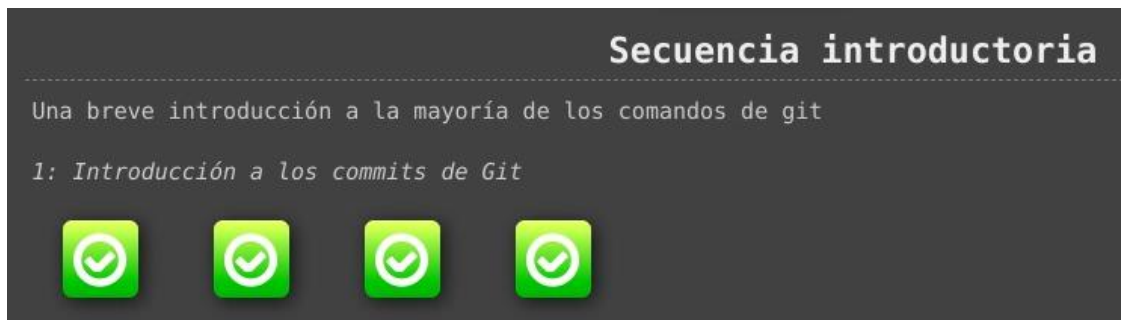 Secuencia introductoria
Una breve introducción a la mayoría de los comandos de git
1: Introducción a los commits de Git